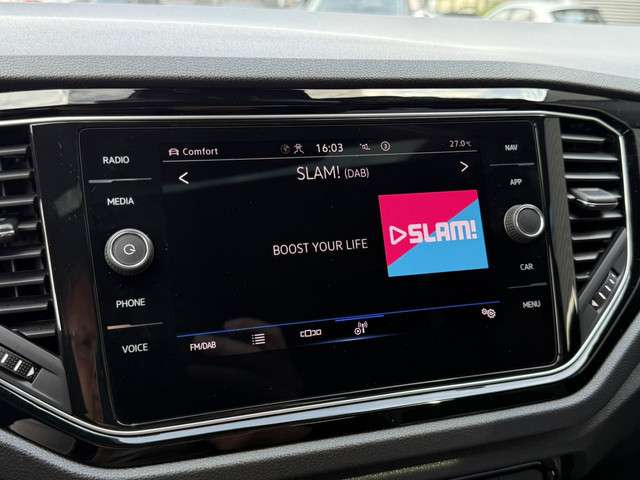 RADIO
MEDIA
PHONE
VOICE
Comfort
16:03
27.0°C
SLAM! (DAB)
BOOST YOUR LIFE
SLAM!
FM/DAB
NAV
APP
CAR
MENU